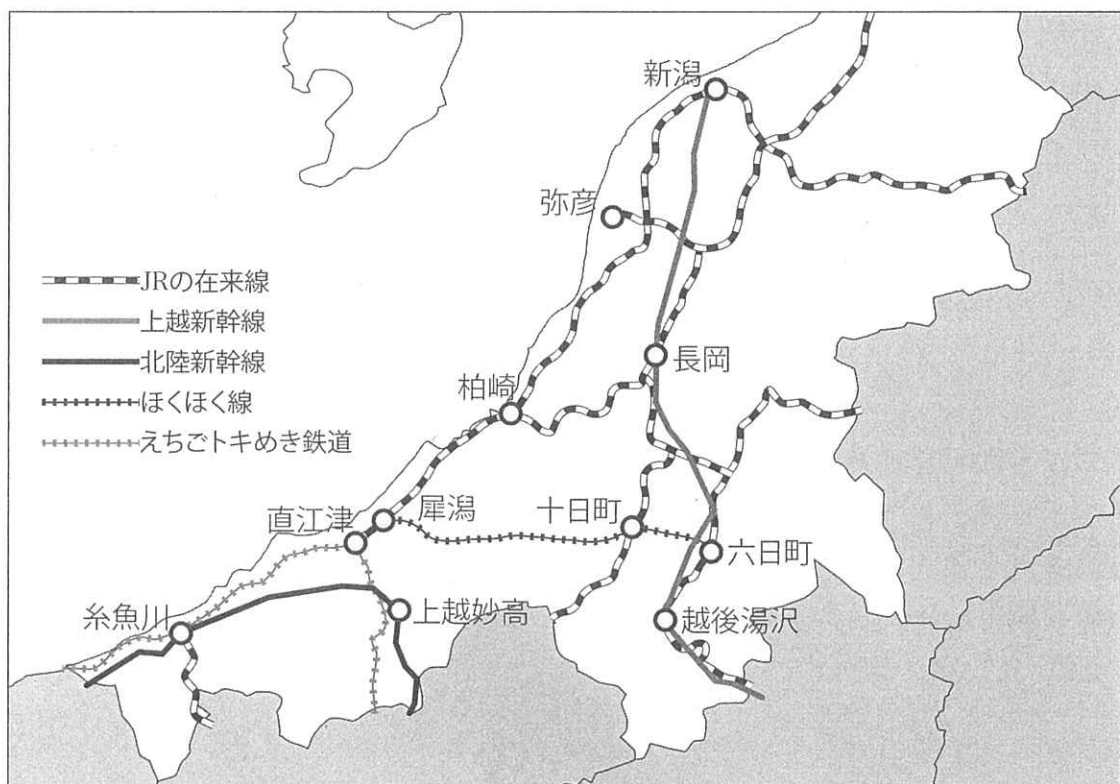 新潟
弥彦
JRの在来線
上越新幹線
北陸新幹線
ほくほく線
えちごトキめき鉄道
長岡
柏崎
犀潟
直江津
十日町
六日町
糸魚川
上越妙高
越後湯沢